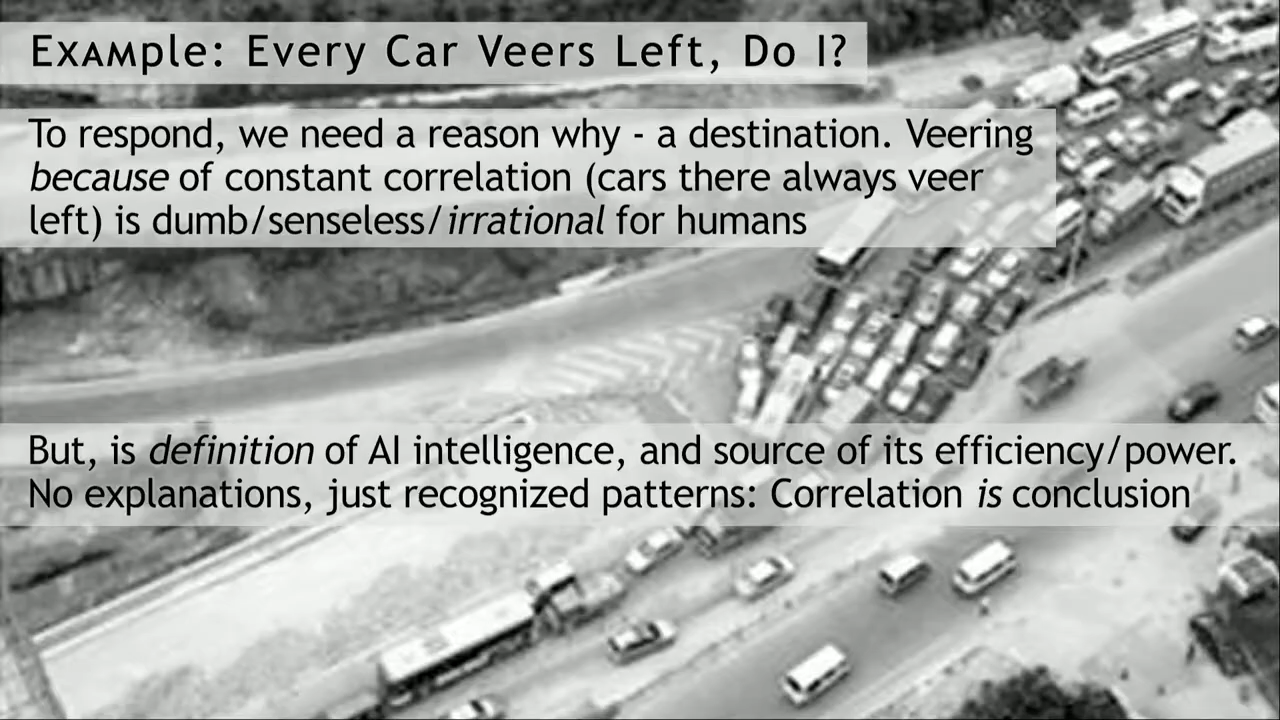 EXAMple: Every Car Veers Left, Do I?
To respond, we need a reason why - a destination. Veering
because of constant correlation (cars there always veer
left) is dumb/senseless/irrational for humans
But, is definition of AI intelligence, and source of its efficiency/power.
No explanations, just recognized patterns: Correlation is conclusion